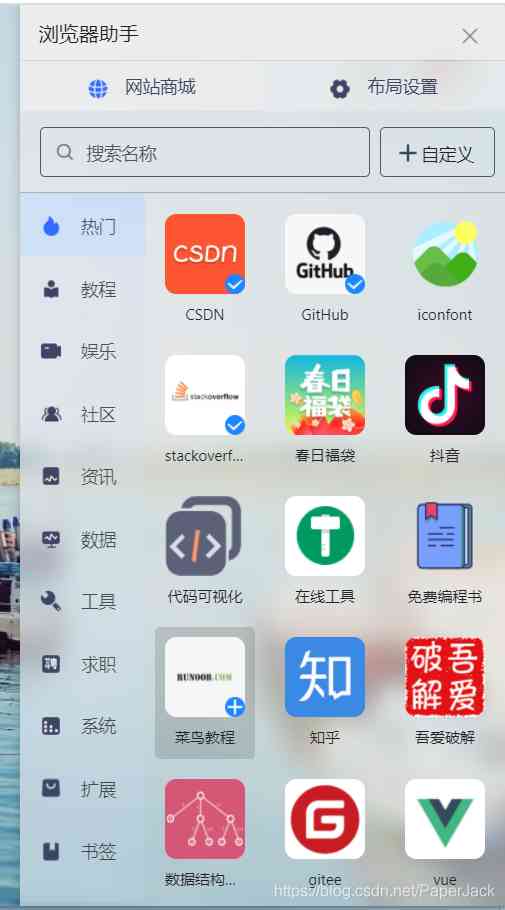 浏览器助手
网站商城 布局设置
搜索名称 自定义
热门
教程
娱乐
社区
资讯
数据
工具
求职
系统
扩展
书签
CSDN
GitHub
CSDN GitHub iconfont
stackoverflow
春日
福袋
stackoverf... 春日福袋 抖音
代码可视化 在线工具 免费编程书
RUNOOB.COM
知
吾爱
破解
菜鸟教程 知乎 吾爱破解
G
数据结构... gitee vue
https://blog.csdn.net/PaperJack